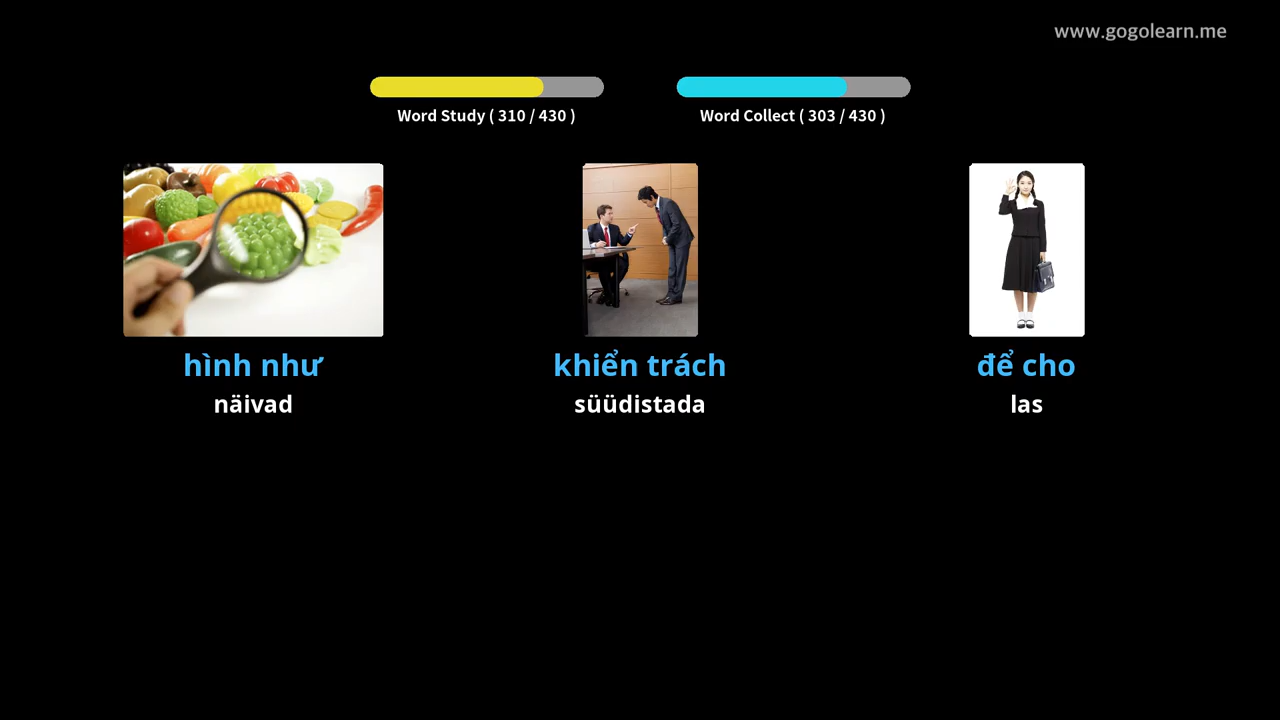 www.gogolearn.me
Word Study ( 310 / 430 )
Word Collect ( 303 / 430 )
hình như
näivad
khiển trách
süüdistada
để cho
las